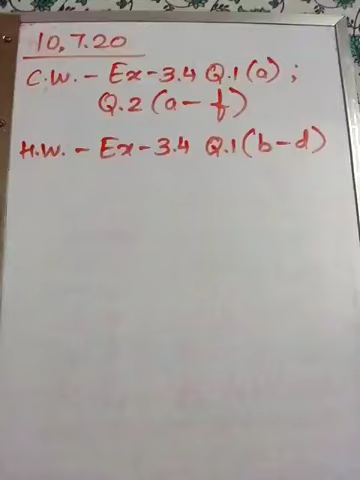 10,7.20
C.W. - Ex-3.4 Q.1(a);
Q.2 (a-f)
H.W. - Ex-3.4 Q.1(b-d)